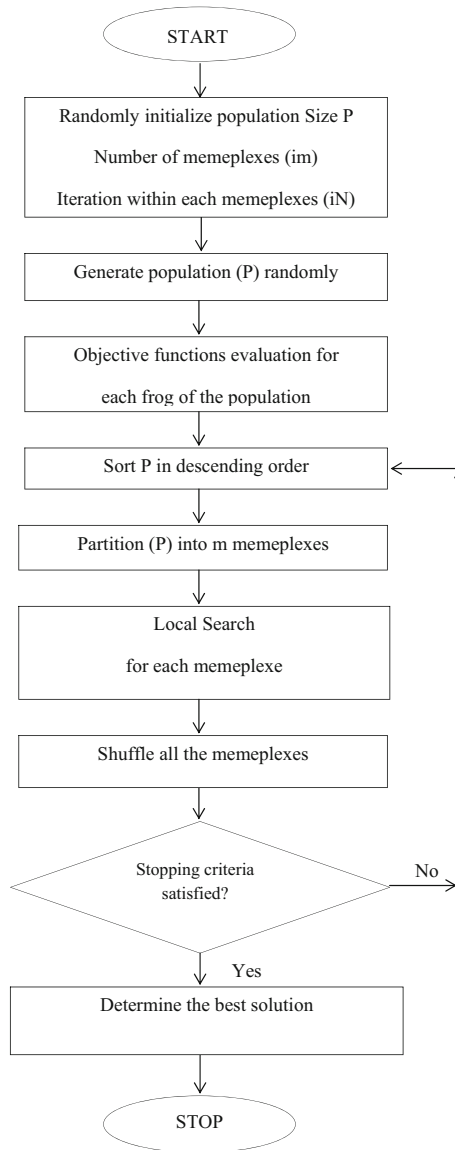 START
Randomly initialize population Size P
Number of memeplexes (im)
Iteration within each memeplexes (iN)
Generate population (P) randomly
Objective functions evaluation for
each frog of the population
Sort P in descending order
Partition (P) into m memeplexes
Local Search
for each memeplexe
Shuffle all the memeplexes
Stopping criteria
satisfied?
No
Yes
Determine the best solution
STOP